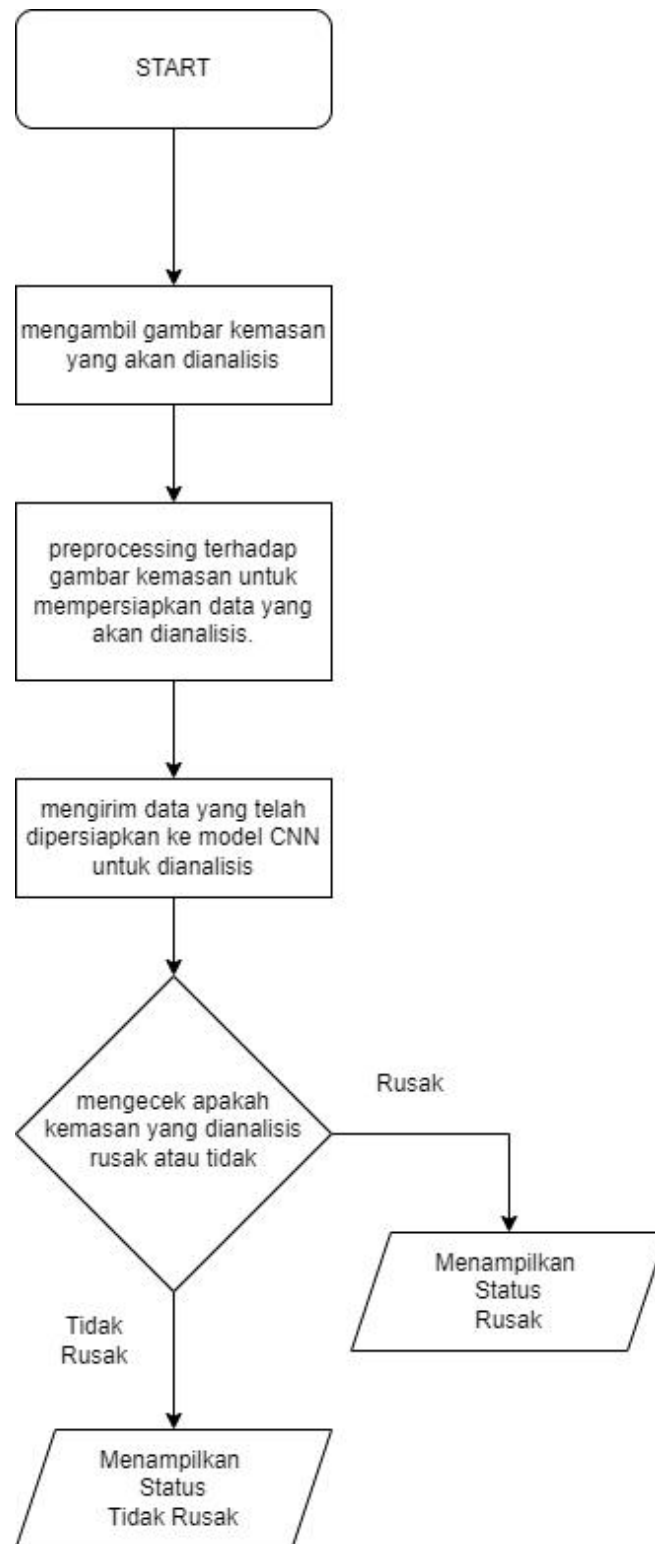 START
mengambil gambar kemasan
yang akan dianalisis
preprocessing terhadap
gambar kemasan untuk
mempersiapkan data yang
akan dianalisis.
mengirim data yang telah
dipersiapkan ke model CNN
untuk dianalisis
mengecek apakah
kemasan yang dianalisis
rusak atau tidak
Rusak
Menampilkan
Status
Rusak
Tidak
Rusak
Menampilkan
Status
Tidak Rusak